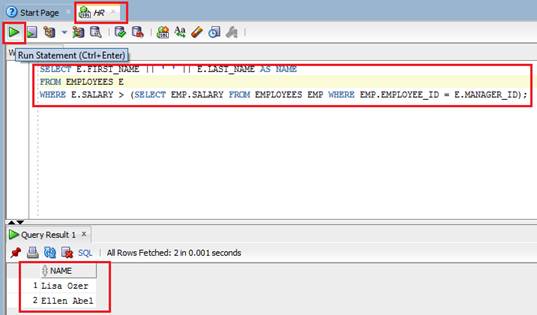 Start Page
HR
Run Statement (Ctrl+Enter)
SELECT E.FIRST_NAME || ' ' || E.LAST_NAME AS NAME
FROM EMPLOYEES E
WHERE E.SALARY > (SELECT EMP.SALARY FROM EMPLOYEES EMP WHERE EMP.EMPLOYEE_ID = E.MANAGER_ID);
Query Result 1
SQL | All Rows Fetched: 2 in 0.001 seconds
NAME
1 Lisa Ozer
2 Ellen Abel